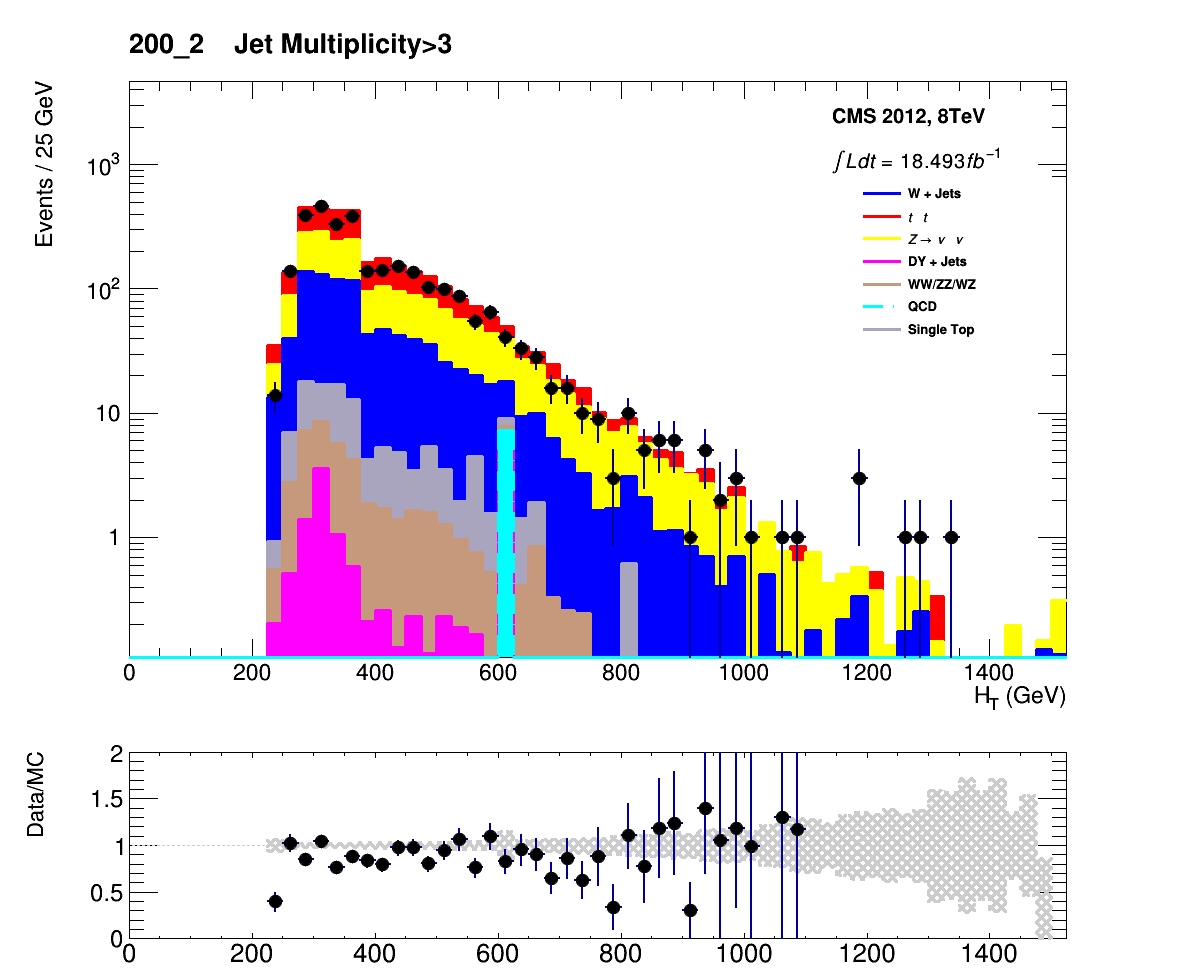 200_2 Jet Multiplicity>3
Events / 25 GeV
CMS 2012, 8TeV
∫Ldt = 18.493fb⁻¹
W + Jets
t t
Z→ ν ν
DY + Jets
WW/ZZ/WZ
QCD
Single Top
10³
10²
10
1
0 200 400 600 800 1000 1200 1400
H_T (GeV)
Data/MC
2
1.5
1
0.5
0
0 200 400 600 800 1000 1200 1400